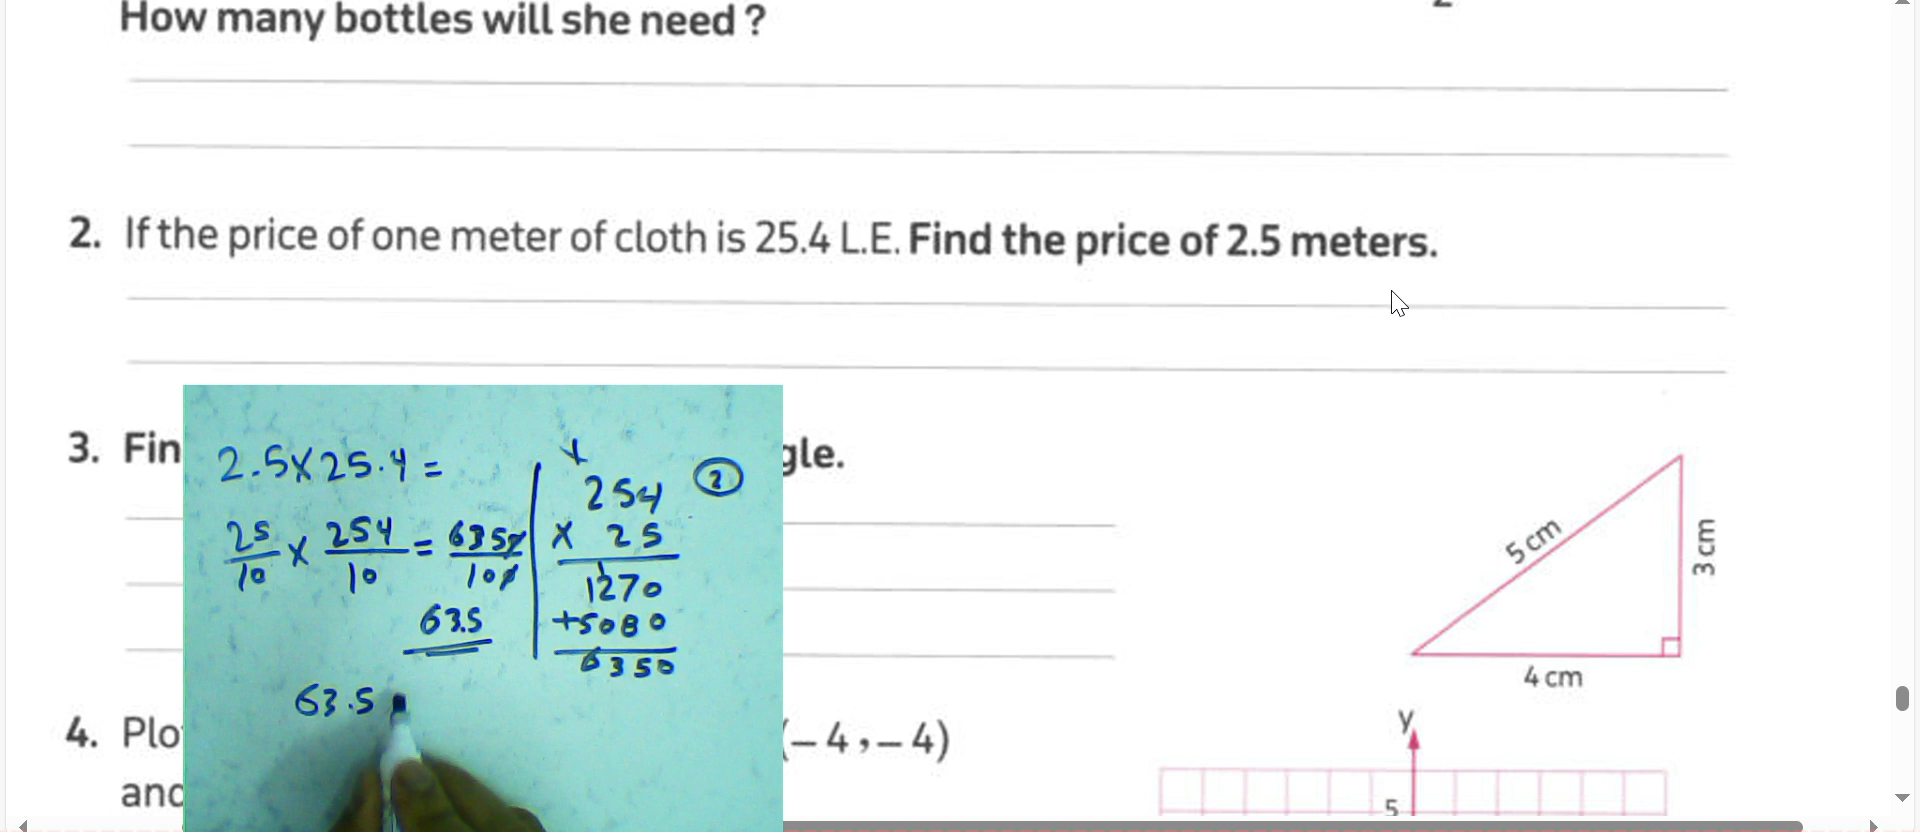 How many bottles will she need ?
2. If the price of one meter of cloth is 25.4 L.E. Find the price of 2.5 meters.
3. Fin
gle.
5 cm
3 cm
4 cm
4. Plo
(– 4 , – 4)
and
y
5
2.5 X 25.4 =
25/10 X 254/10 = 6350/100
63.5
63.5
2
254
X 25
1270
+5080
6350